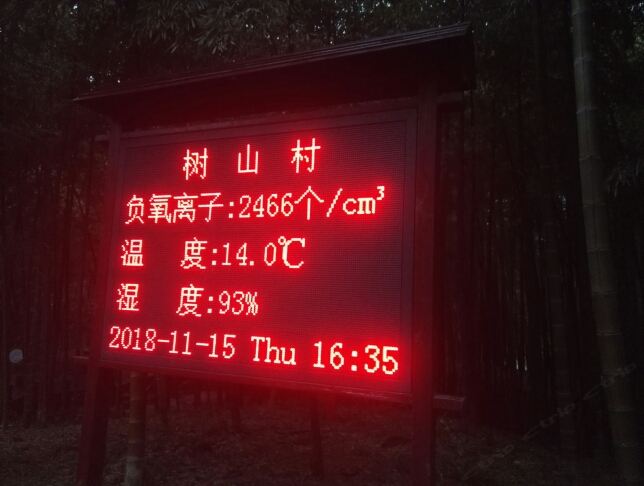 树山村
负氧离子:2466个/cm³
温度:14.0℃
湿度:93%
2018-11-15 Thu 16:35